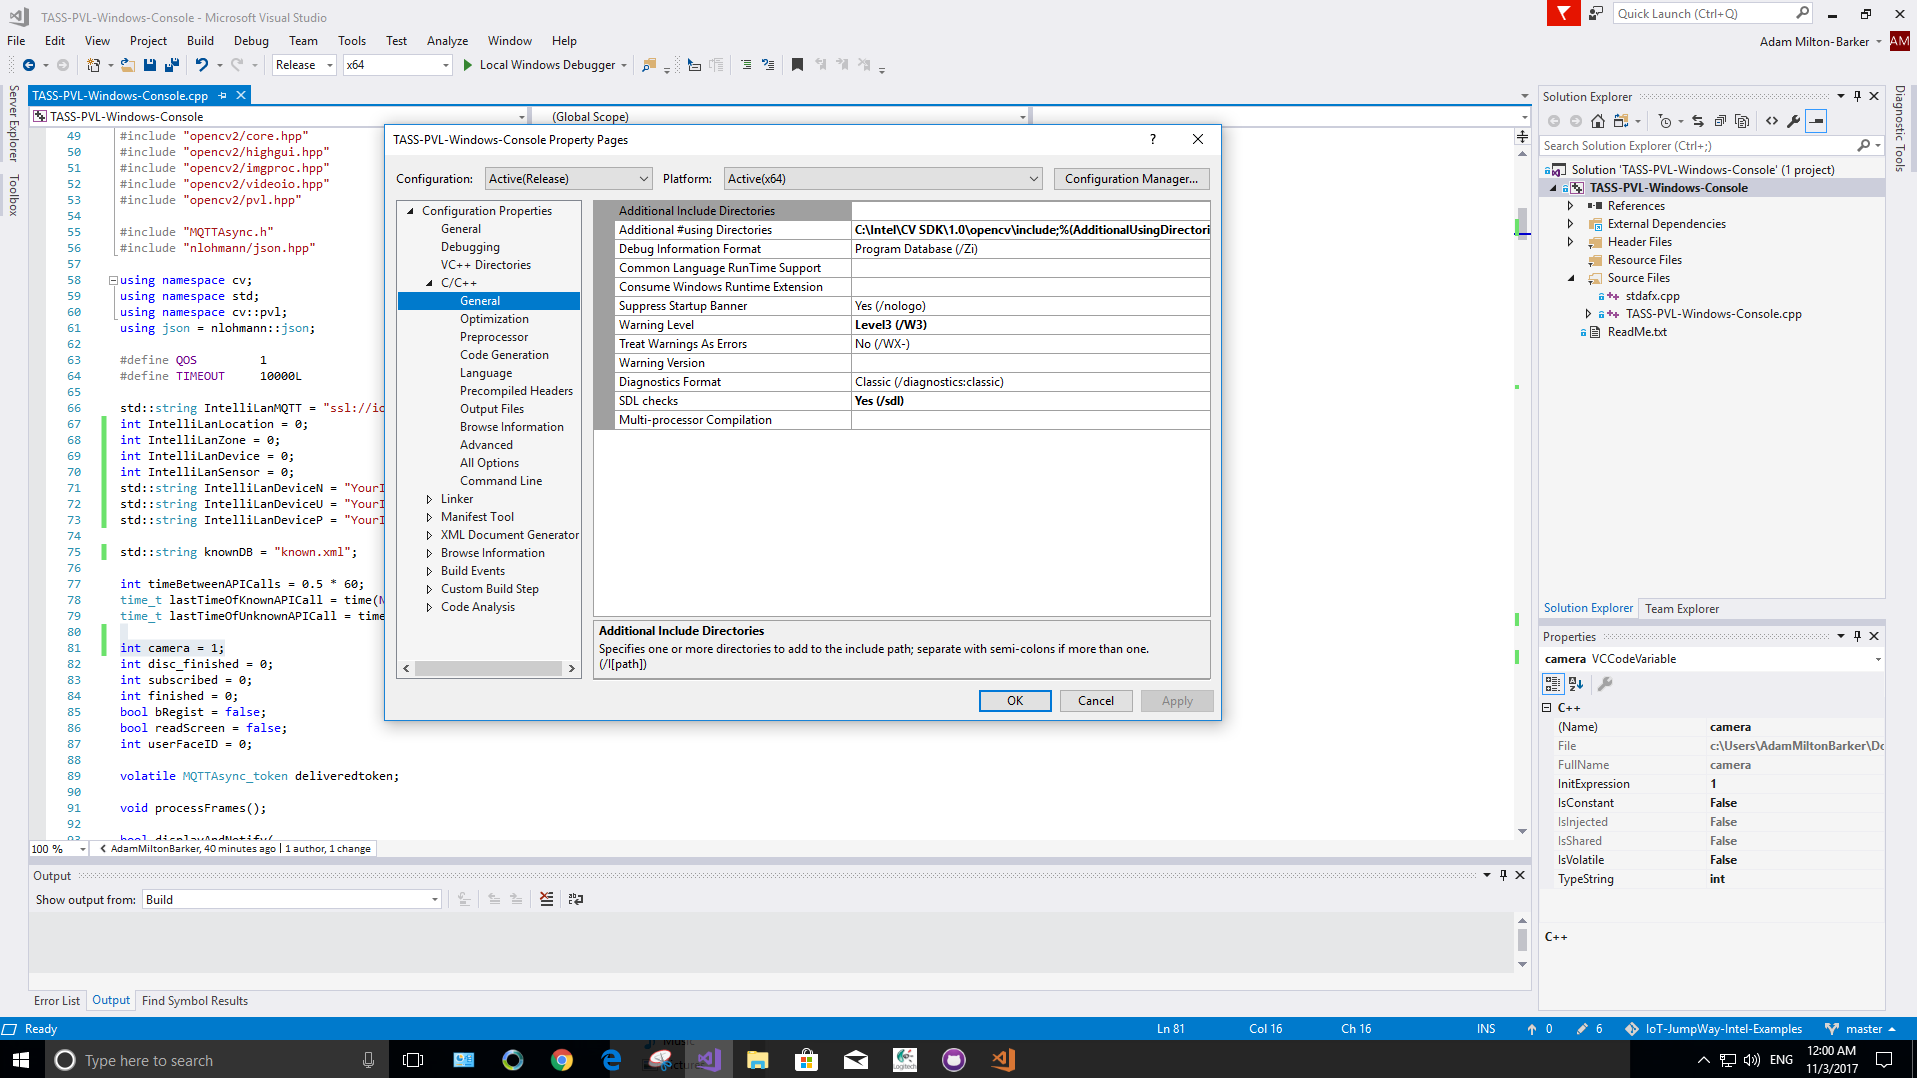 TASS-PVL-Windows-Console - Microsoft Visual Studio
Quick Launch (Ctrl+Q)
File Edit View Project Build Debug Team Tools Test Analyze Window Help
Adam Milton-Barker AM
Release x64 Local Windows Debugger
Server Explorer
Toolbox
TASS-PVL-Windows-Console.cpp
TASS-PVL-Windows-Console (Global Scope)
49 #include "opencv2/core.hpp"
50 #include "opencv2/highgui.hpp"
51 #include "opencv2/imgproc.hpp"
52 #include "opencv2/videoio.hpp"
53 #include "opencv2/pvl.hpp"
54
55 #include "MQTTAsync.h"
56 #include "nlohmann/json.hpp"
57
58 using namespace cv;
59 using namespace std;
60 using namespace cv::pvl;
61 using json = nlohmann::json;
62
63 #define QOS 1
64 #define TIMEOUT 10000L
65
66 std::string IntelliLanMQTT = "ssl://io
67 int IntelliLanLocation = 0;
68 int IntelliLanZone = 0;
69 int IntelliLanDevice = 0;
70 int IntelliLanSensor = 0;
71 std::string IntelliLanDeviceN = "YourI
72 std::string IntelliLanDeviceU = "YourI
73 std::string IntelliLanDeviceP = "YourI
74
75 std::string knownDB = "known.xml";
76
77 int timeBetweenAPICalls = 0.5 * 60;
78 time_t lastTimeOfKnownAPICall = time(N
79 time_t lastTimeOfUnknownAPICall = time
80
81 int camera = 1;
82 int disc_finished = 0;
83 int subscribed = 0;
84 int finished = 0;
85 bool bRegist = false;
86 bool readScreen = false;
87 int userFaceID = 0;
88
89 volatile MQTTAsync_token deliveredtoken;
90
91 void processFrames();
92
93 bool displayAndNotify(
100 % AdamMiltonBarker, 40 minutes ago | 1 author, 1 change
TASS-PVL-Windows-Console Property Pages ?
Configuration: Active(Release) Platform: Active(x64) Configuration Manager...
Configuration Properties
General
Debugging
VC++ Directories
C/C++
General
Optimization
Preprocessor
Code Generation
Language
Precompiled Headers
Output Files
Browse Information
Advanced
All Options
Command Line
Linker
Manifest Tool
XML Document Generator
Browse Information
Build Events
Custom Build Step
Code Analysis
Additional Include Directories
Additional #using Directories C:\Intel\CV SDK\1.0\opencv\include;%(AdditionalUsingDirectori
Debug Information Format Program Database (/Zi)
Common Language RunTime Support
Consume Windows Runtime Extension
Suppress Startup Banner Yes (/nologo)
Warning Level Level3 (/W3)
Treat Warnings As Errors No (/WX-)
Warning Version
Diagnostics Format Classic (/diagnostics:classic)
SDL checks Yes (/sdl)
Multi-processor Compilation
Additional Include Directories
Specifies one or more directories to add to the include path; separate with semi-colons if more than one.
(/I[path])
OK Cancel Apply
Solution Explorer
Search Solution Explorer (Ctrl+;)
Solution 'TASS-PVL-Windows-Console' (1 project)
TASS-PVL-Windows-Console
References
External Dependencies
Header Files
Resource Files
Source Files
stdafx.cpp
TASS-PVL-Windows-Console.cpp
ReadMe.txt
Solution Explorer Team Explorer
Diagnostic Tools
Properties
camera VCCodeVariable
C++
(Name) camera
File c:\Users\AdamMiltonBarker\Do
FullName camera
InitExpression 1
IsConstant False
IsInjected False
IsShared False
IsVolatile False
TypeString int
C++
Output
Show output from: Build
Error List Output Find Symbol Results
Ready Ln 81 Col 16 Ch 16 INS 0 6 IoT-JumpWay-Intel-Examples master
Type here to search
Logitech
ENG
12:00 AM
11/3/2017